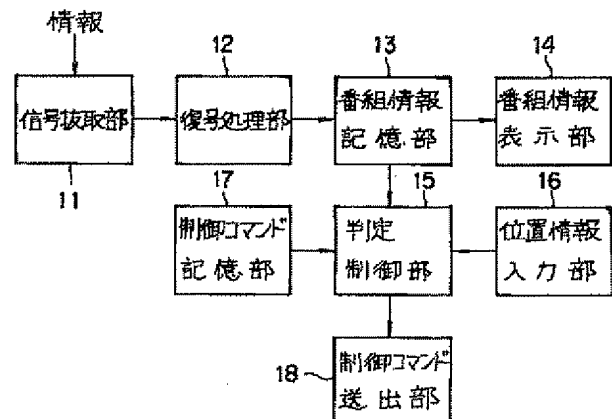 情報
12
13
14
信号抜取部
復号処理部
番組情報
記憶部
番組情報
表示部
11
17
15
16
制御コマンド
記憶部
判定
制御部
位置情報
入力部
18
制御コマンド
送出部